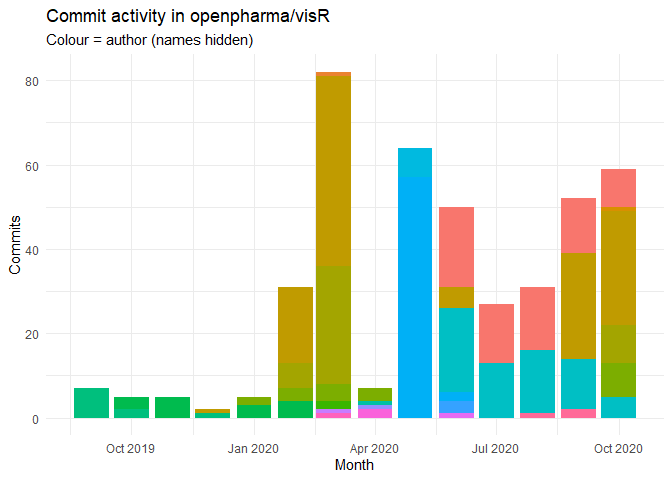 Commit activity in openpharma/visR
Colour = author (names hidden)
80
60
40
20
0
Commits
Oct 2019 Jan 2020 Apr 2020 Jul 2020 Oct 2020
Month